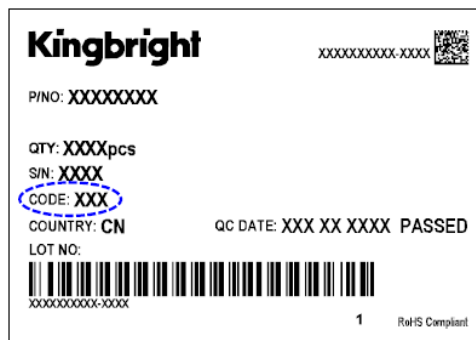 Kingbright
XXXXXXXXXX-XXXX
P/NO: XXXXXXXX
QTY: XXXXpcs
S/N: XXXX
CODE: XXX
COUNTRY: CN
QC DATE: XXX XX XXXX PASSED
LOT NO:
XXXXXXXXXX-XXXX
1
RoHS Compliant